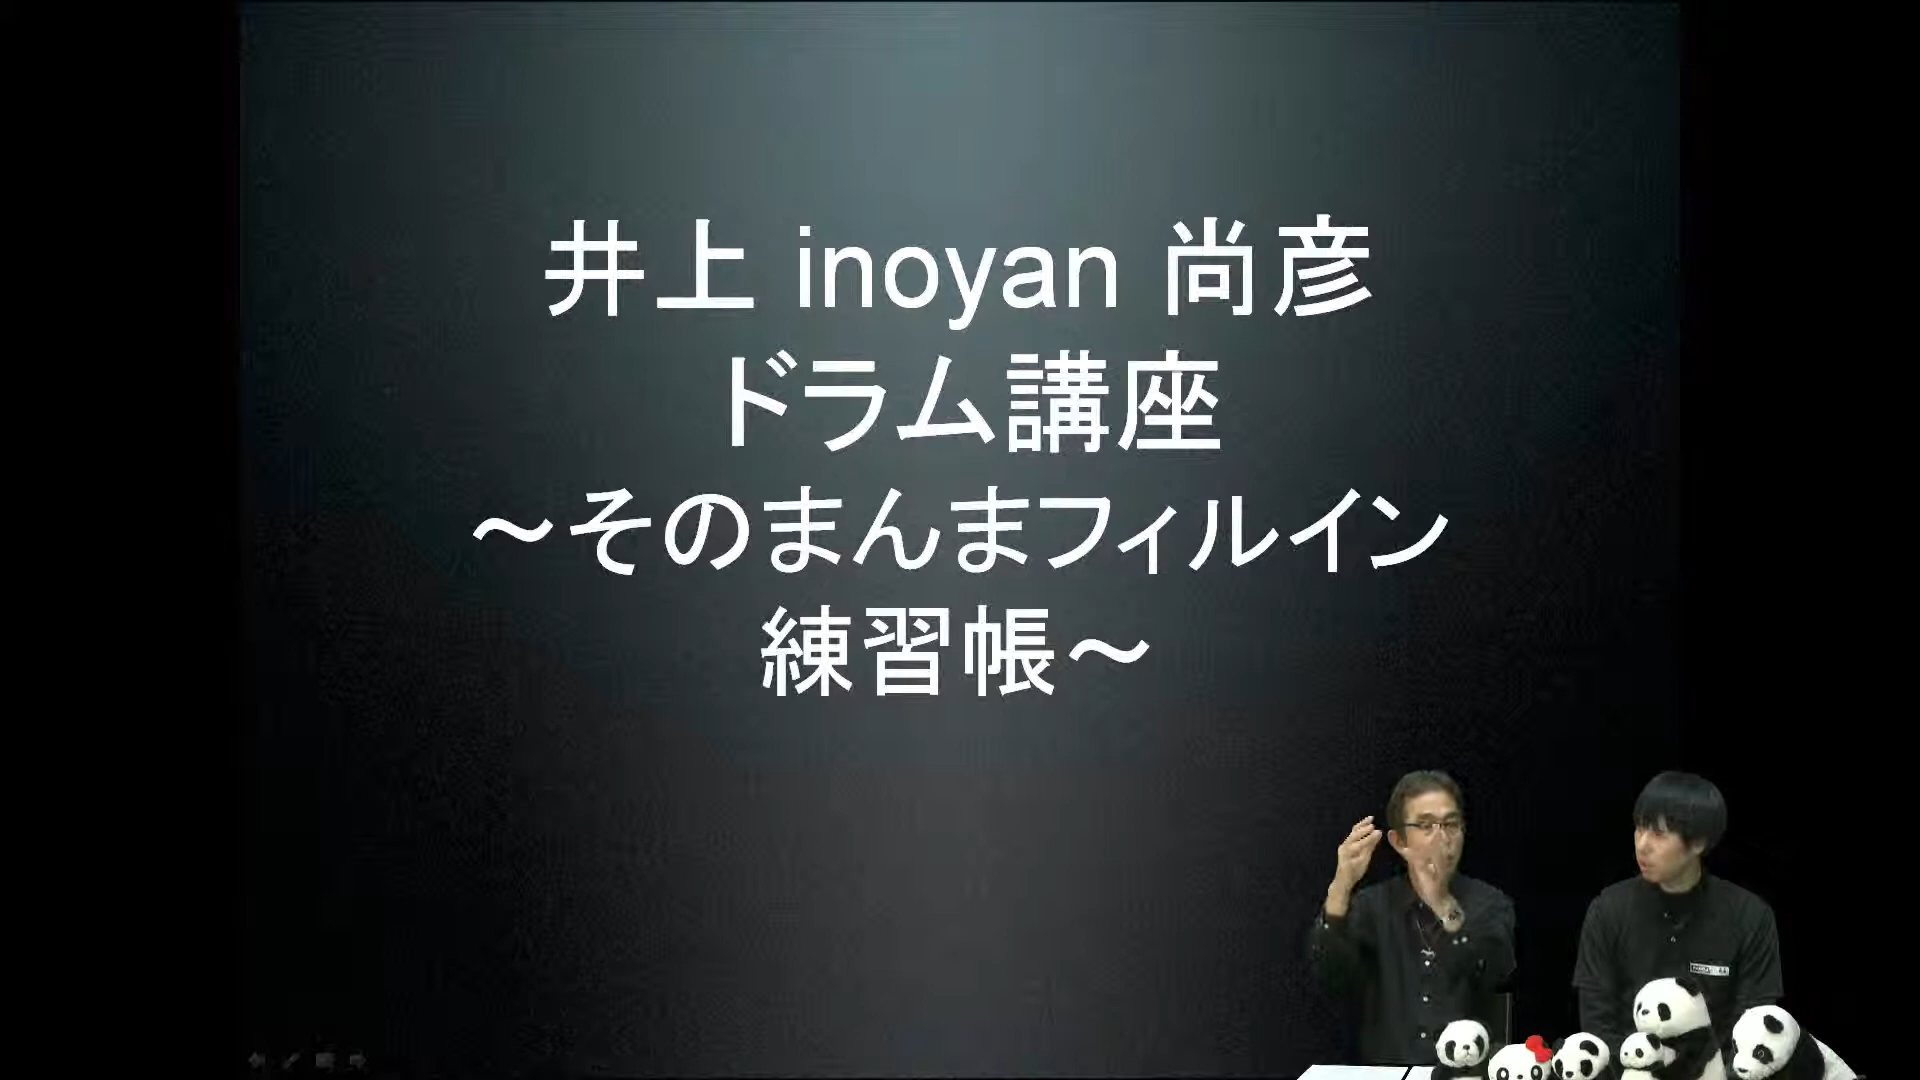 井上 inoyan 尚彦
ドラム講座
～そのまんまフィルイン
練習帳～